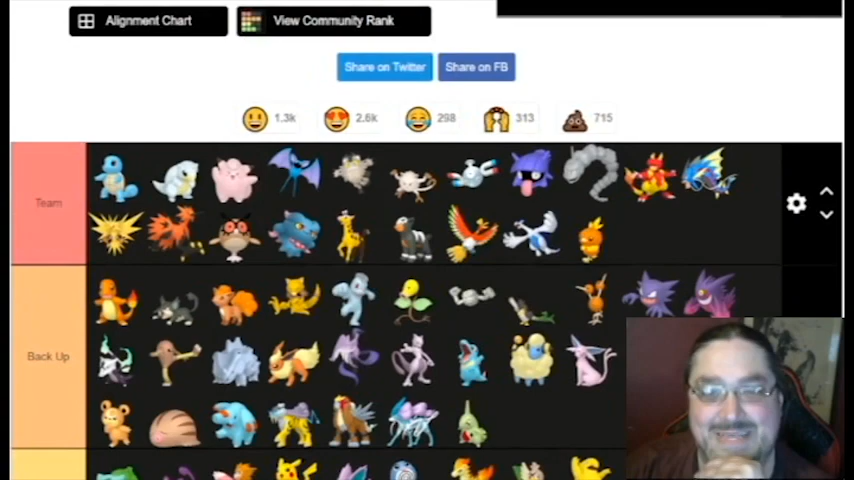 Alignment Chart
View Community Rank
Share on Twitter
Share on FB
1.3k
2.6k
298
313
715
Team
Back Up